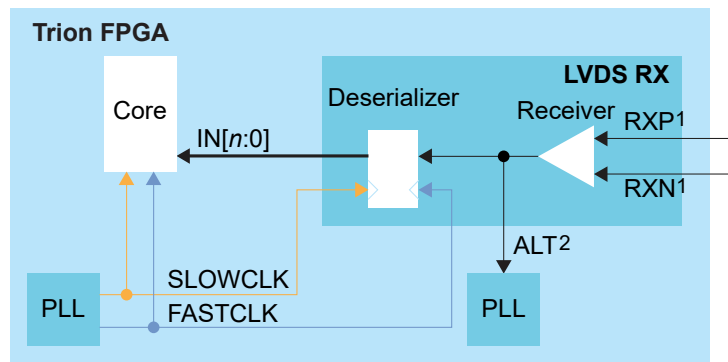 Trion FPGA
LVDS RX
Deserializer
Receiver
Core
RXP1
IN[n:0]
RXN1
ALT2
SLOWCLK
PLL
PLL
FASTCLK